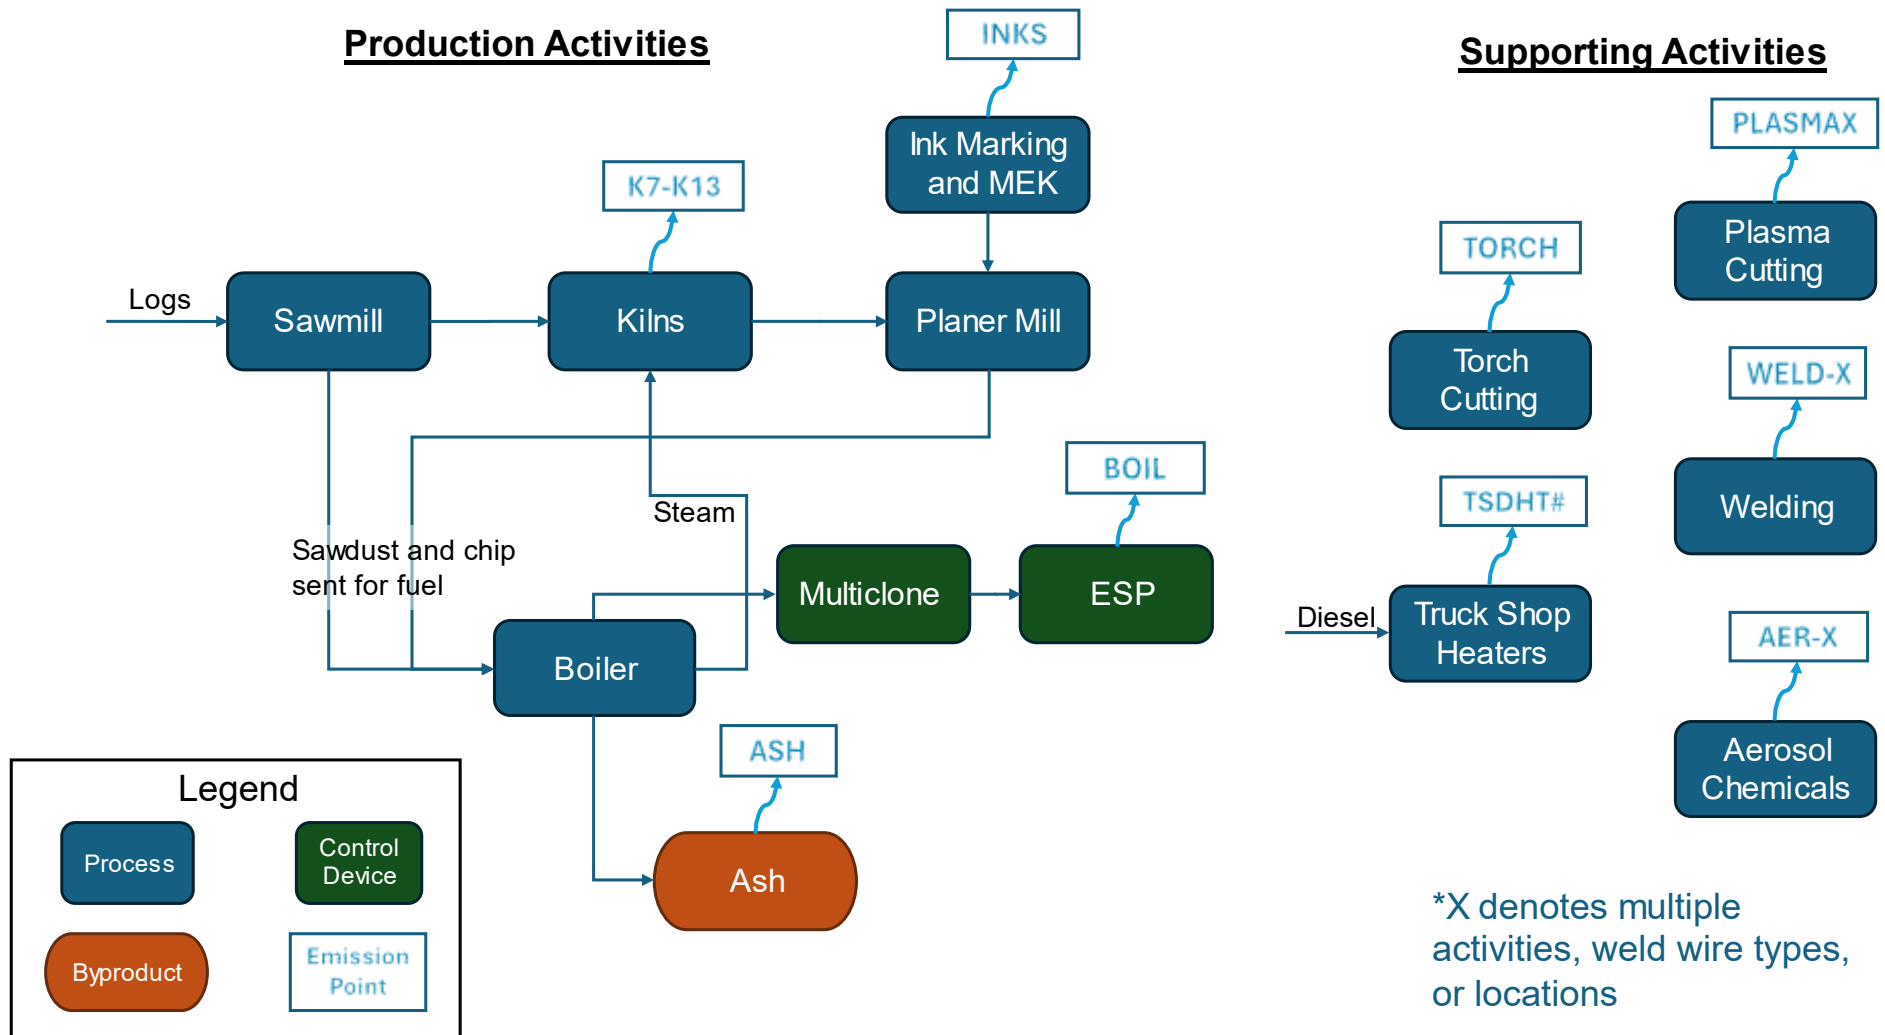 Production Activities
Supporting Activities
INKS
Ink Marking
and MEK
K7-K13
Logs
Sawmill
Kilns
Planer Mill
Steam
Sawdust and chip
sent for fuel
BOIL
Multiclone
ESP
Boiler
ASH
Ash
PLASMAX
Plasma
Cutting
TORCH
Torch
Cutting
WELD-X
Welding
TSDHT#
Diesel
Truck Shop
Heaters
AER-X
Aerosol
Chemicals
Legend
Process
Control
Device
Byproduct
Emission
Point
*X denotes multiple
activities, weld wire types,
or locations